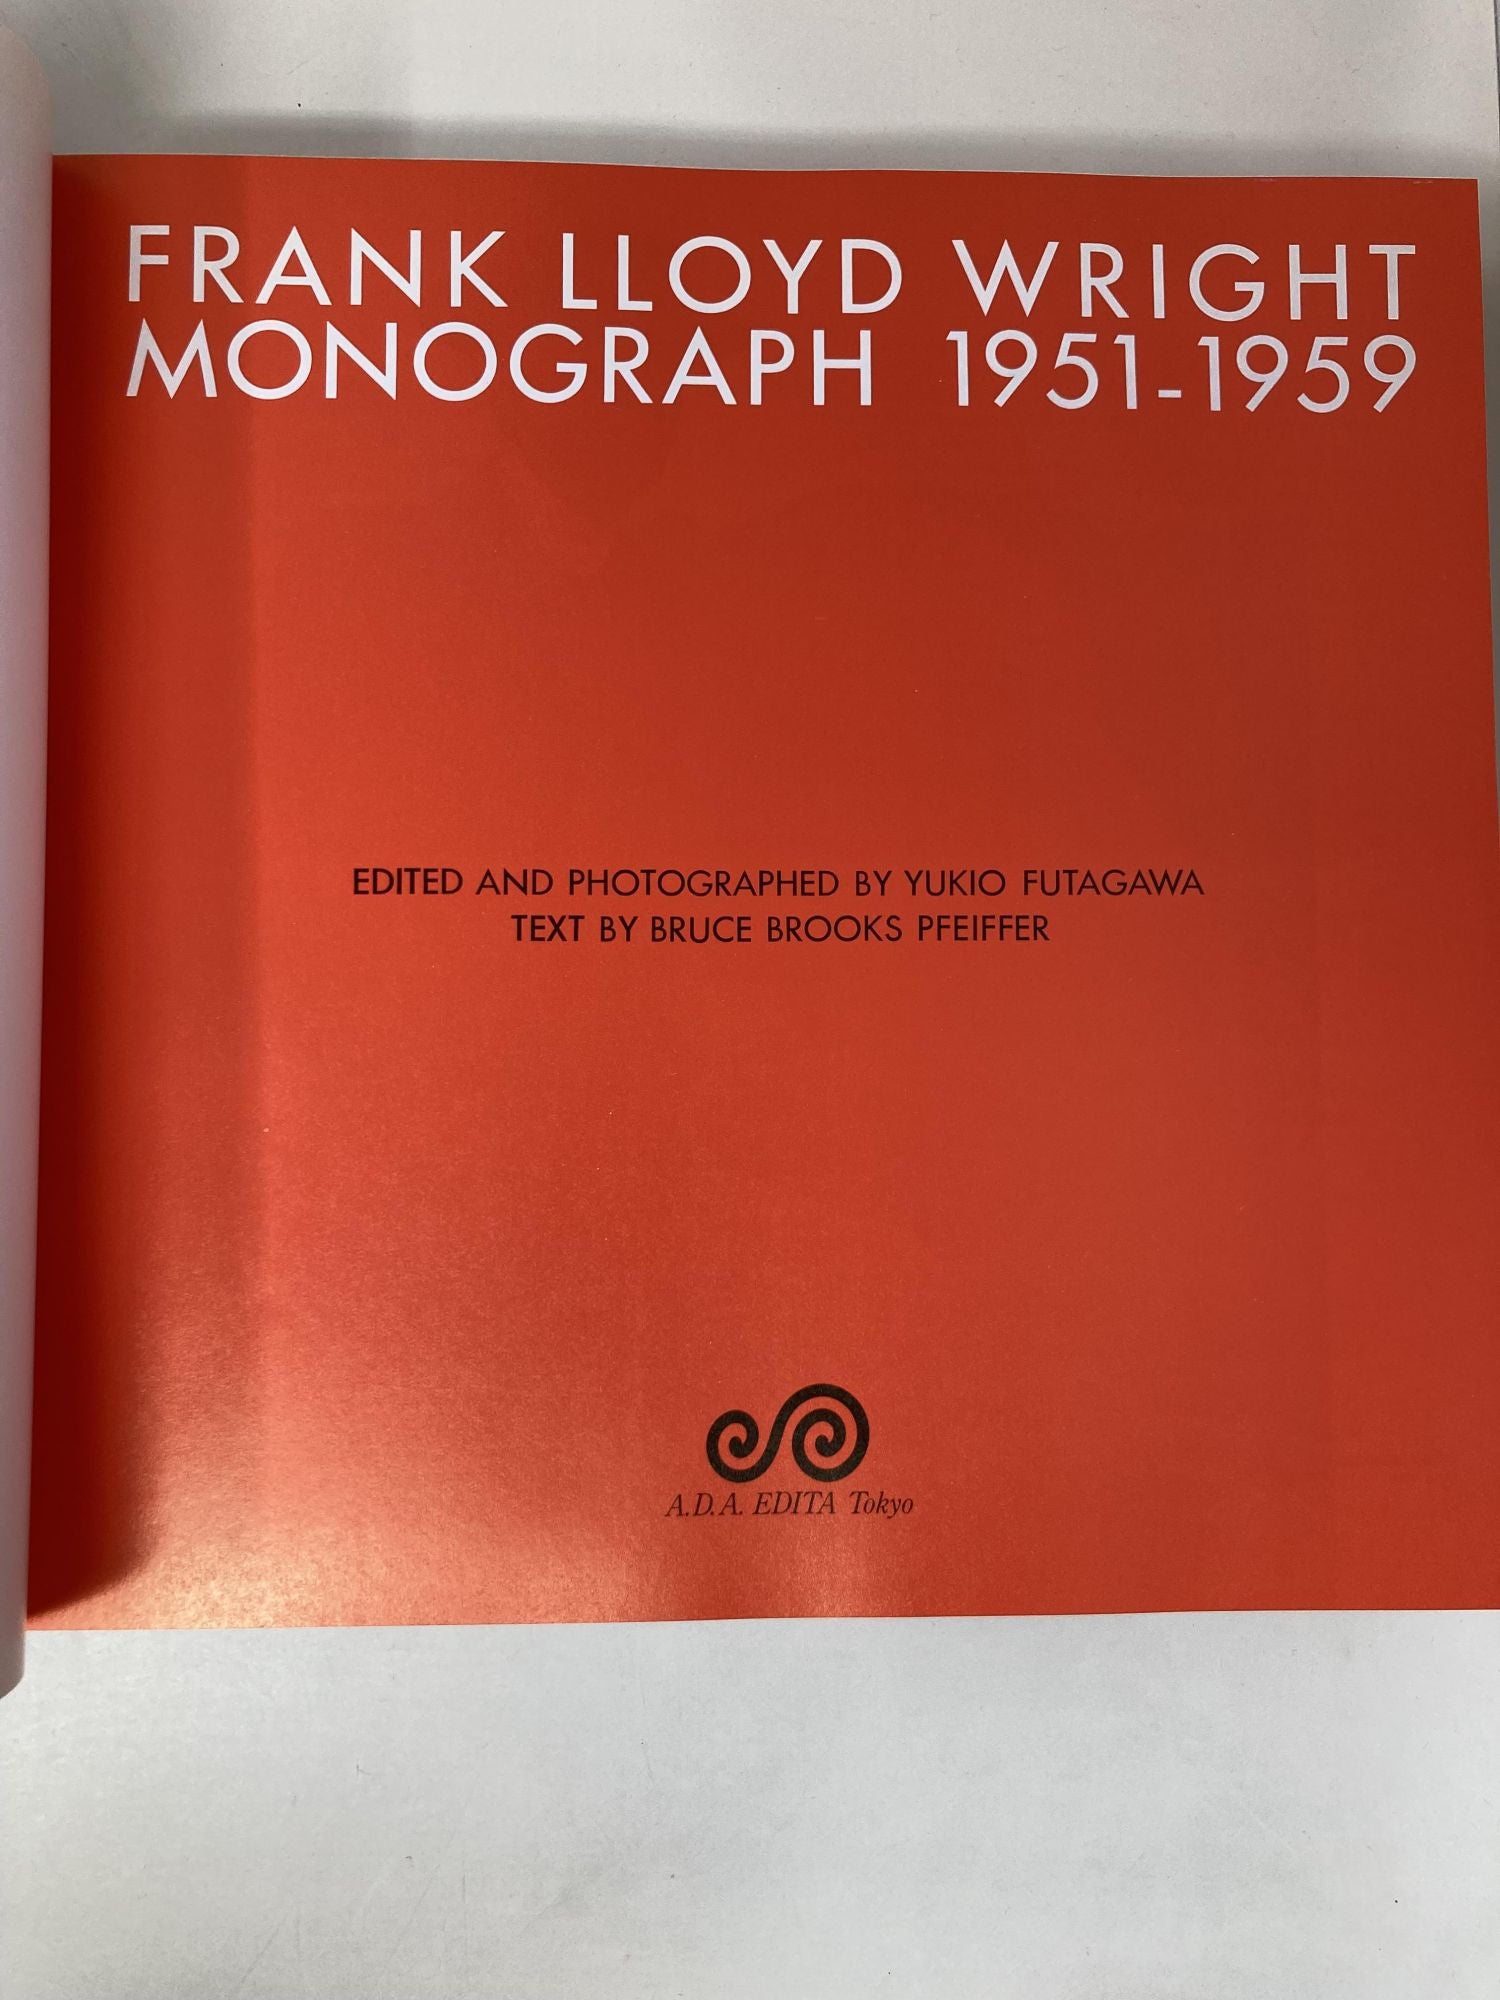 FRANK LLOYD WRIGHT
MONOGRAPH 1951-1959
EDITED AND PHOTOGRAPHED BY YUKIO FUTAGAWA
TEXT BY BRUCE BROOKS PFEIFFER
A.D.A. EDITA Tokyo